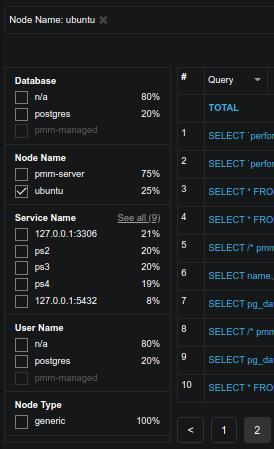 Node Name: ubuntu ×
Database
n/a 80%
postgres 20%
pmm-managed
Node Name
pmm-server 75%
ubuntu 25%
Service Name See all (9)
127.0.0.1:3306 21%
ps2 20%
ps3 20%
ps4 19%
127.0.0.1:5432 8%
User Name
n/a 80%
postgres 20%
pmm-managed
Node Type
generic 100%
# Query
TOTAL
1 SELECT `perfor
2 SELECT `perfor
3 SELECT * FRO
4 SELECT * FRO
5 SELECT /* pmm
6 SELECT name,
7 SELECT pg_da
8 SELECT /* pmm
9 SELECT pg_da
10 SELECT * FRO
< 1 2